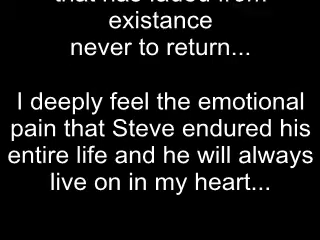 that has faded from
existance
never to return...
I deeply feel the emotional
pain that Steve endured his
entire life and he will always
live on in my heart...